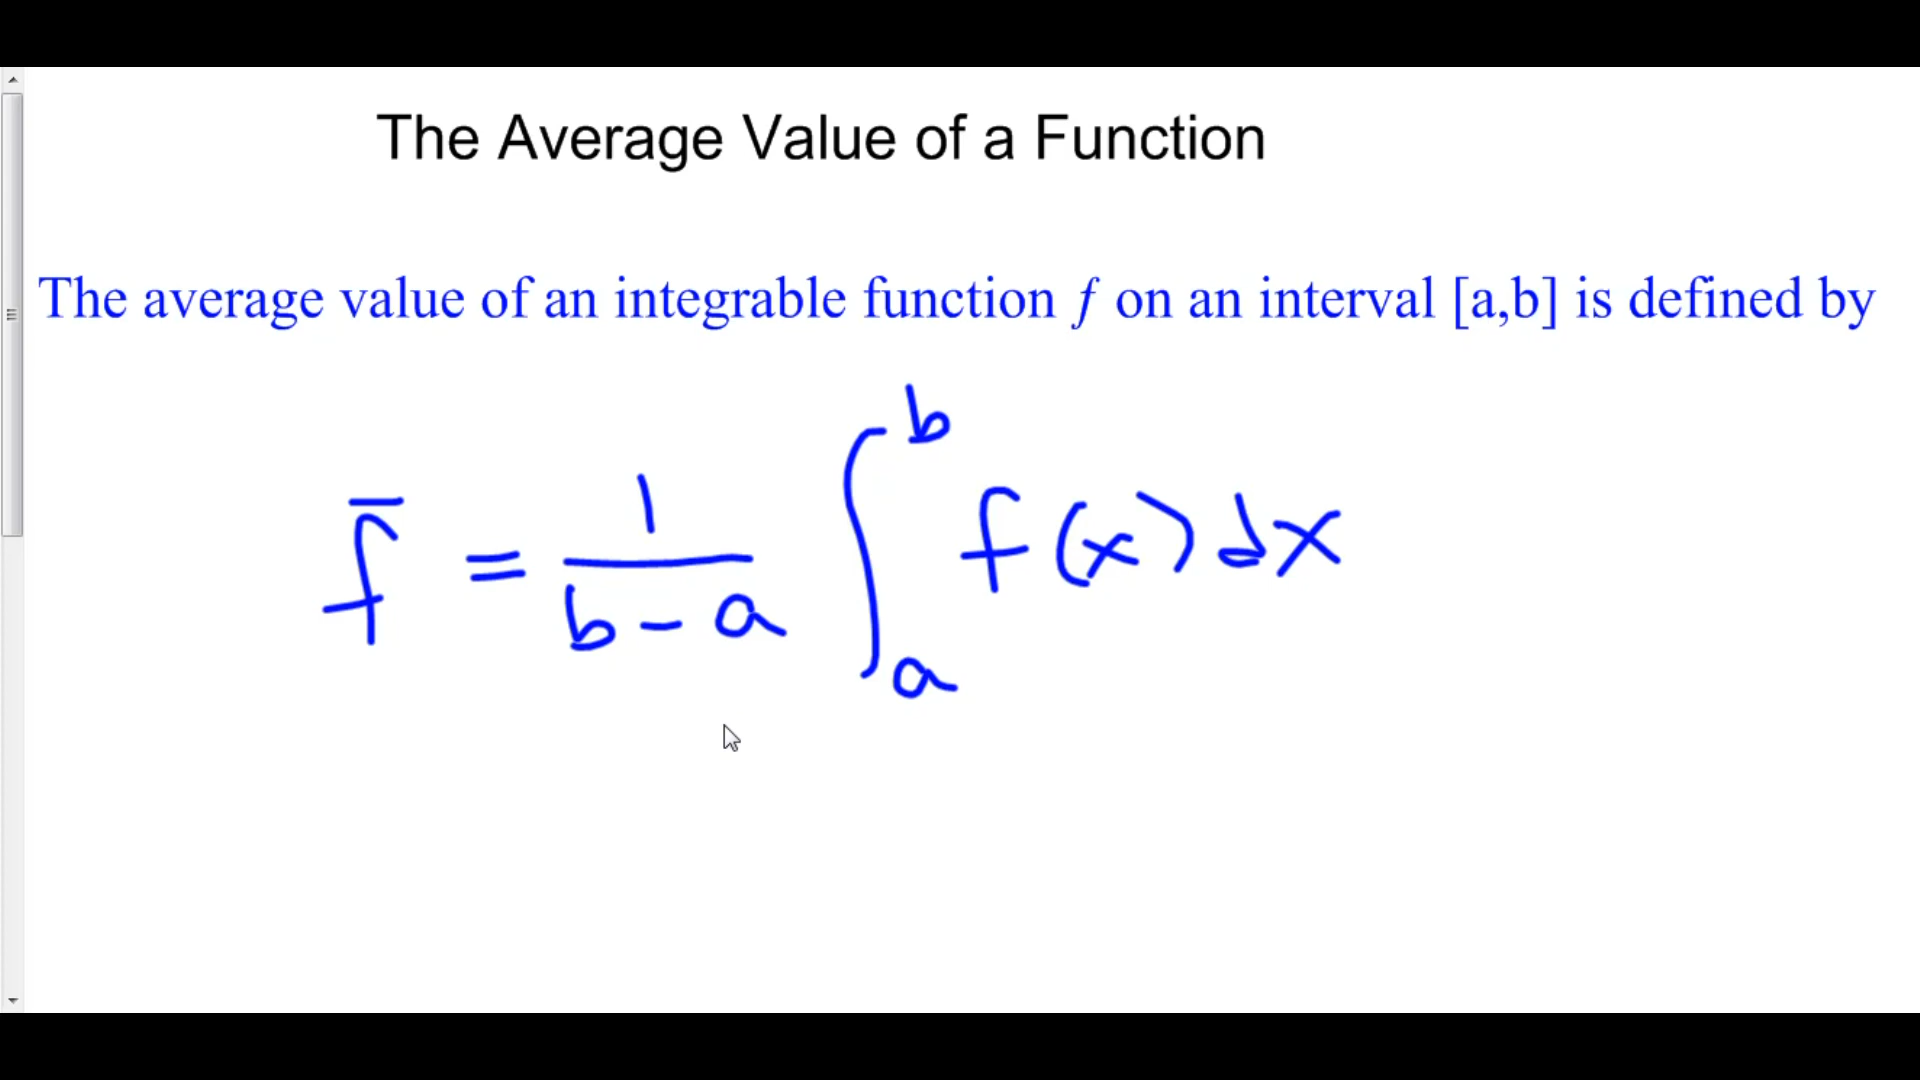 The Average Value of a Function
The average value of an integrable function f on an interval [a,b] is defined by
f̄ = 1/(b-a) ∫_a^b f(x)dx